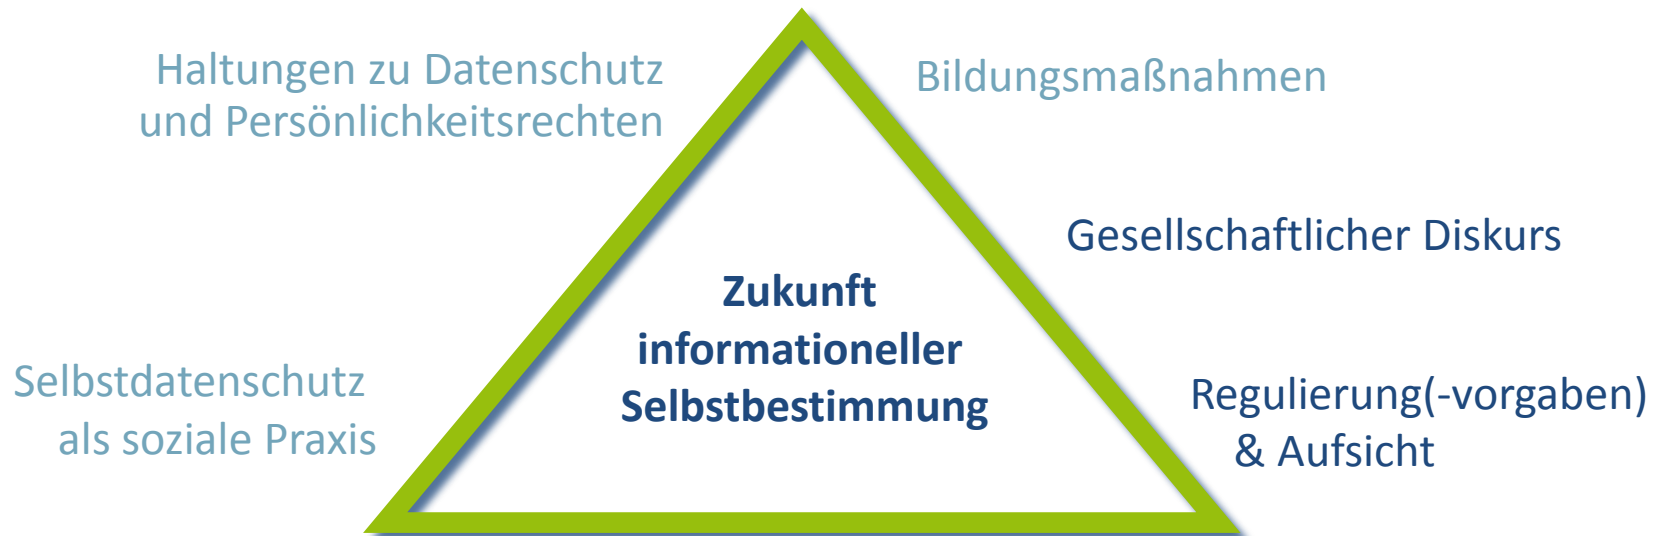 Haltungen zu Datenschutz
und Persönlichkeitsrechten
Bildungsmaßnahmen
Gesellschaftlicher Diskurs
Zukunft
informationeller
Selbstbestimmung
Selbstdatenschutz
als soziale Praxis
Regulierung(-vorgaben)
& Aufsicht